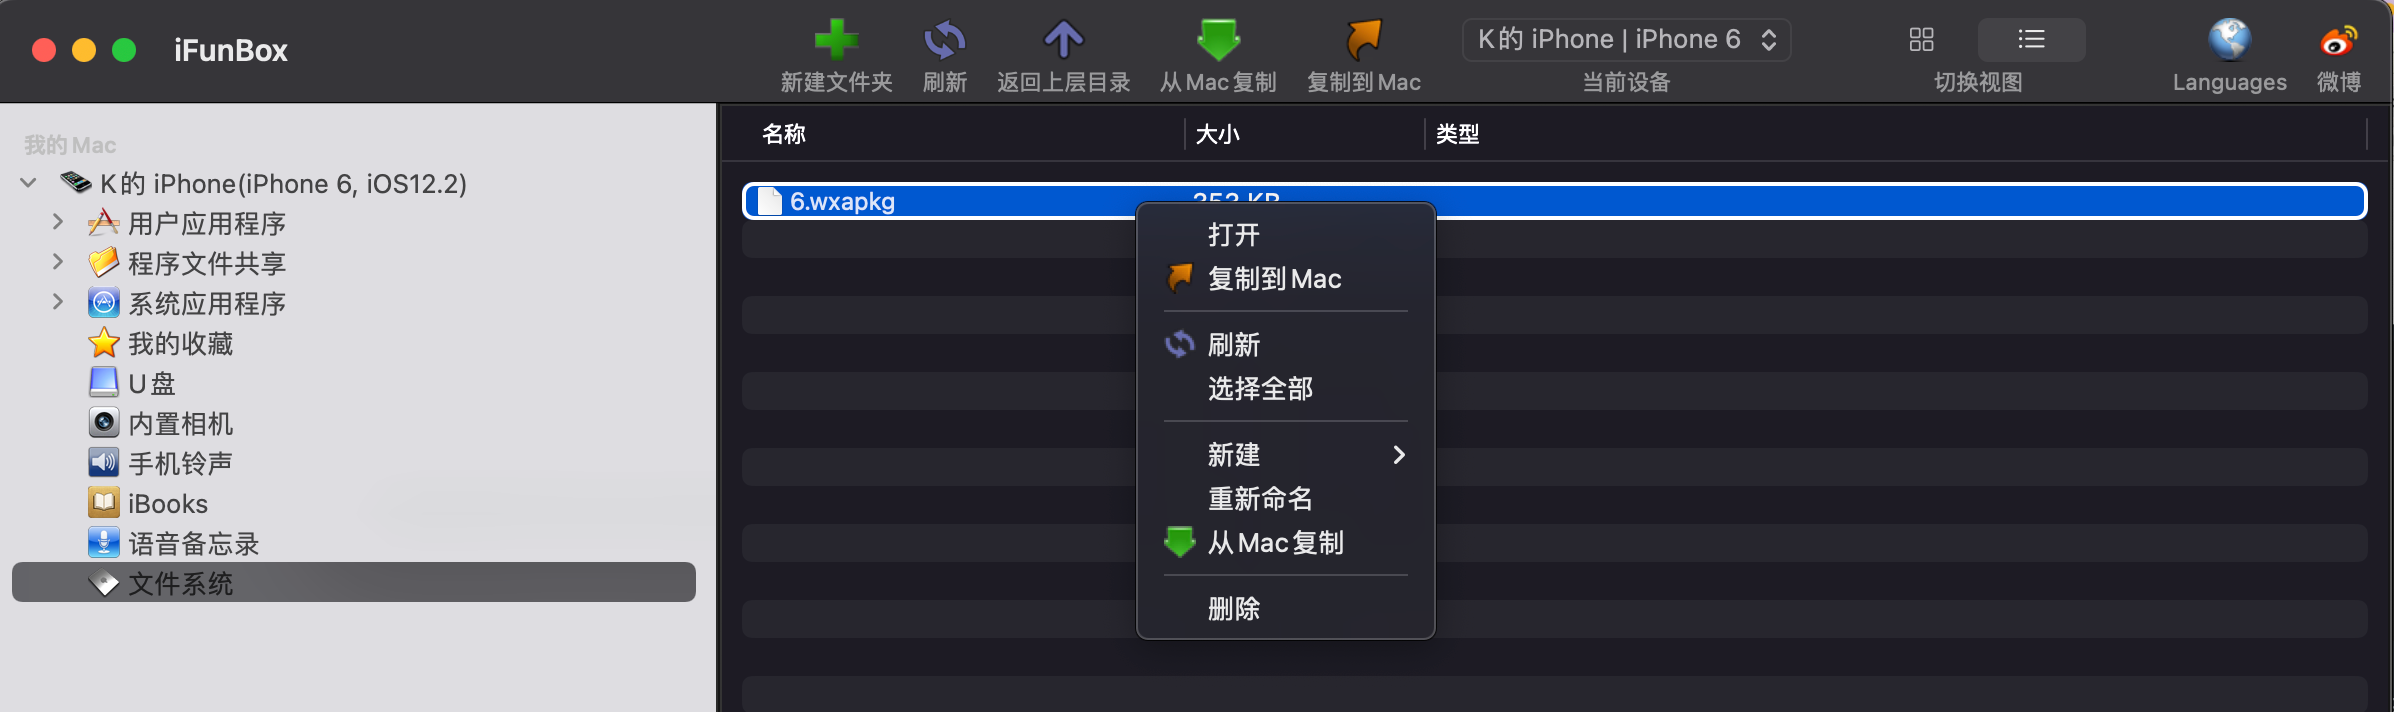 iFunBox
新建文件夹
刷新
返回上层目录
从Mac复制
复制到Mac
K的 iPhone | iPhone 6
当前设备
切换视图
Languages
微博
我的Mac
K的 iPhone(iPhone 6, iOS12.2)
用户应用程序
程序文件共享
系统应用程序
我的收藏
U盘
内置相机
手机铃声
iBooks
语音备忘录
文件系统
名称
大小
类型
6.wxapkg
打开
复制到Mac
刷新
选择全部
新建
重新命名
从Mac复制
删除